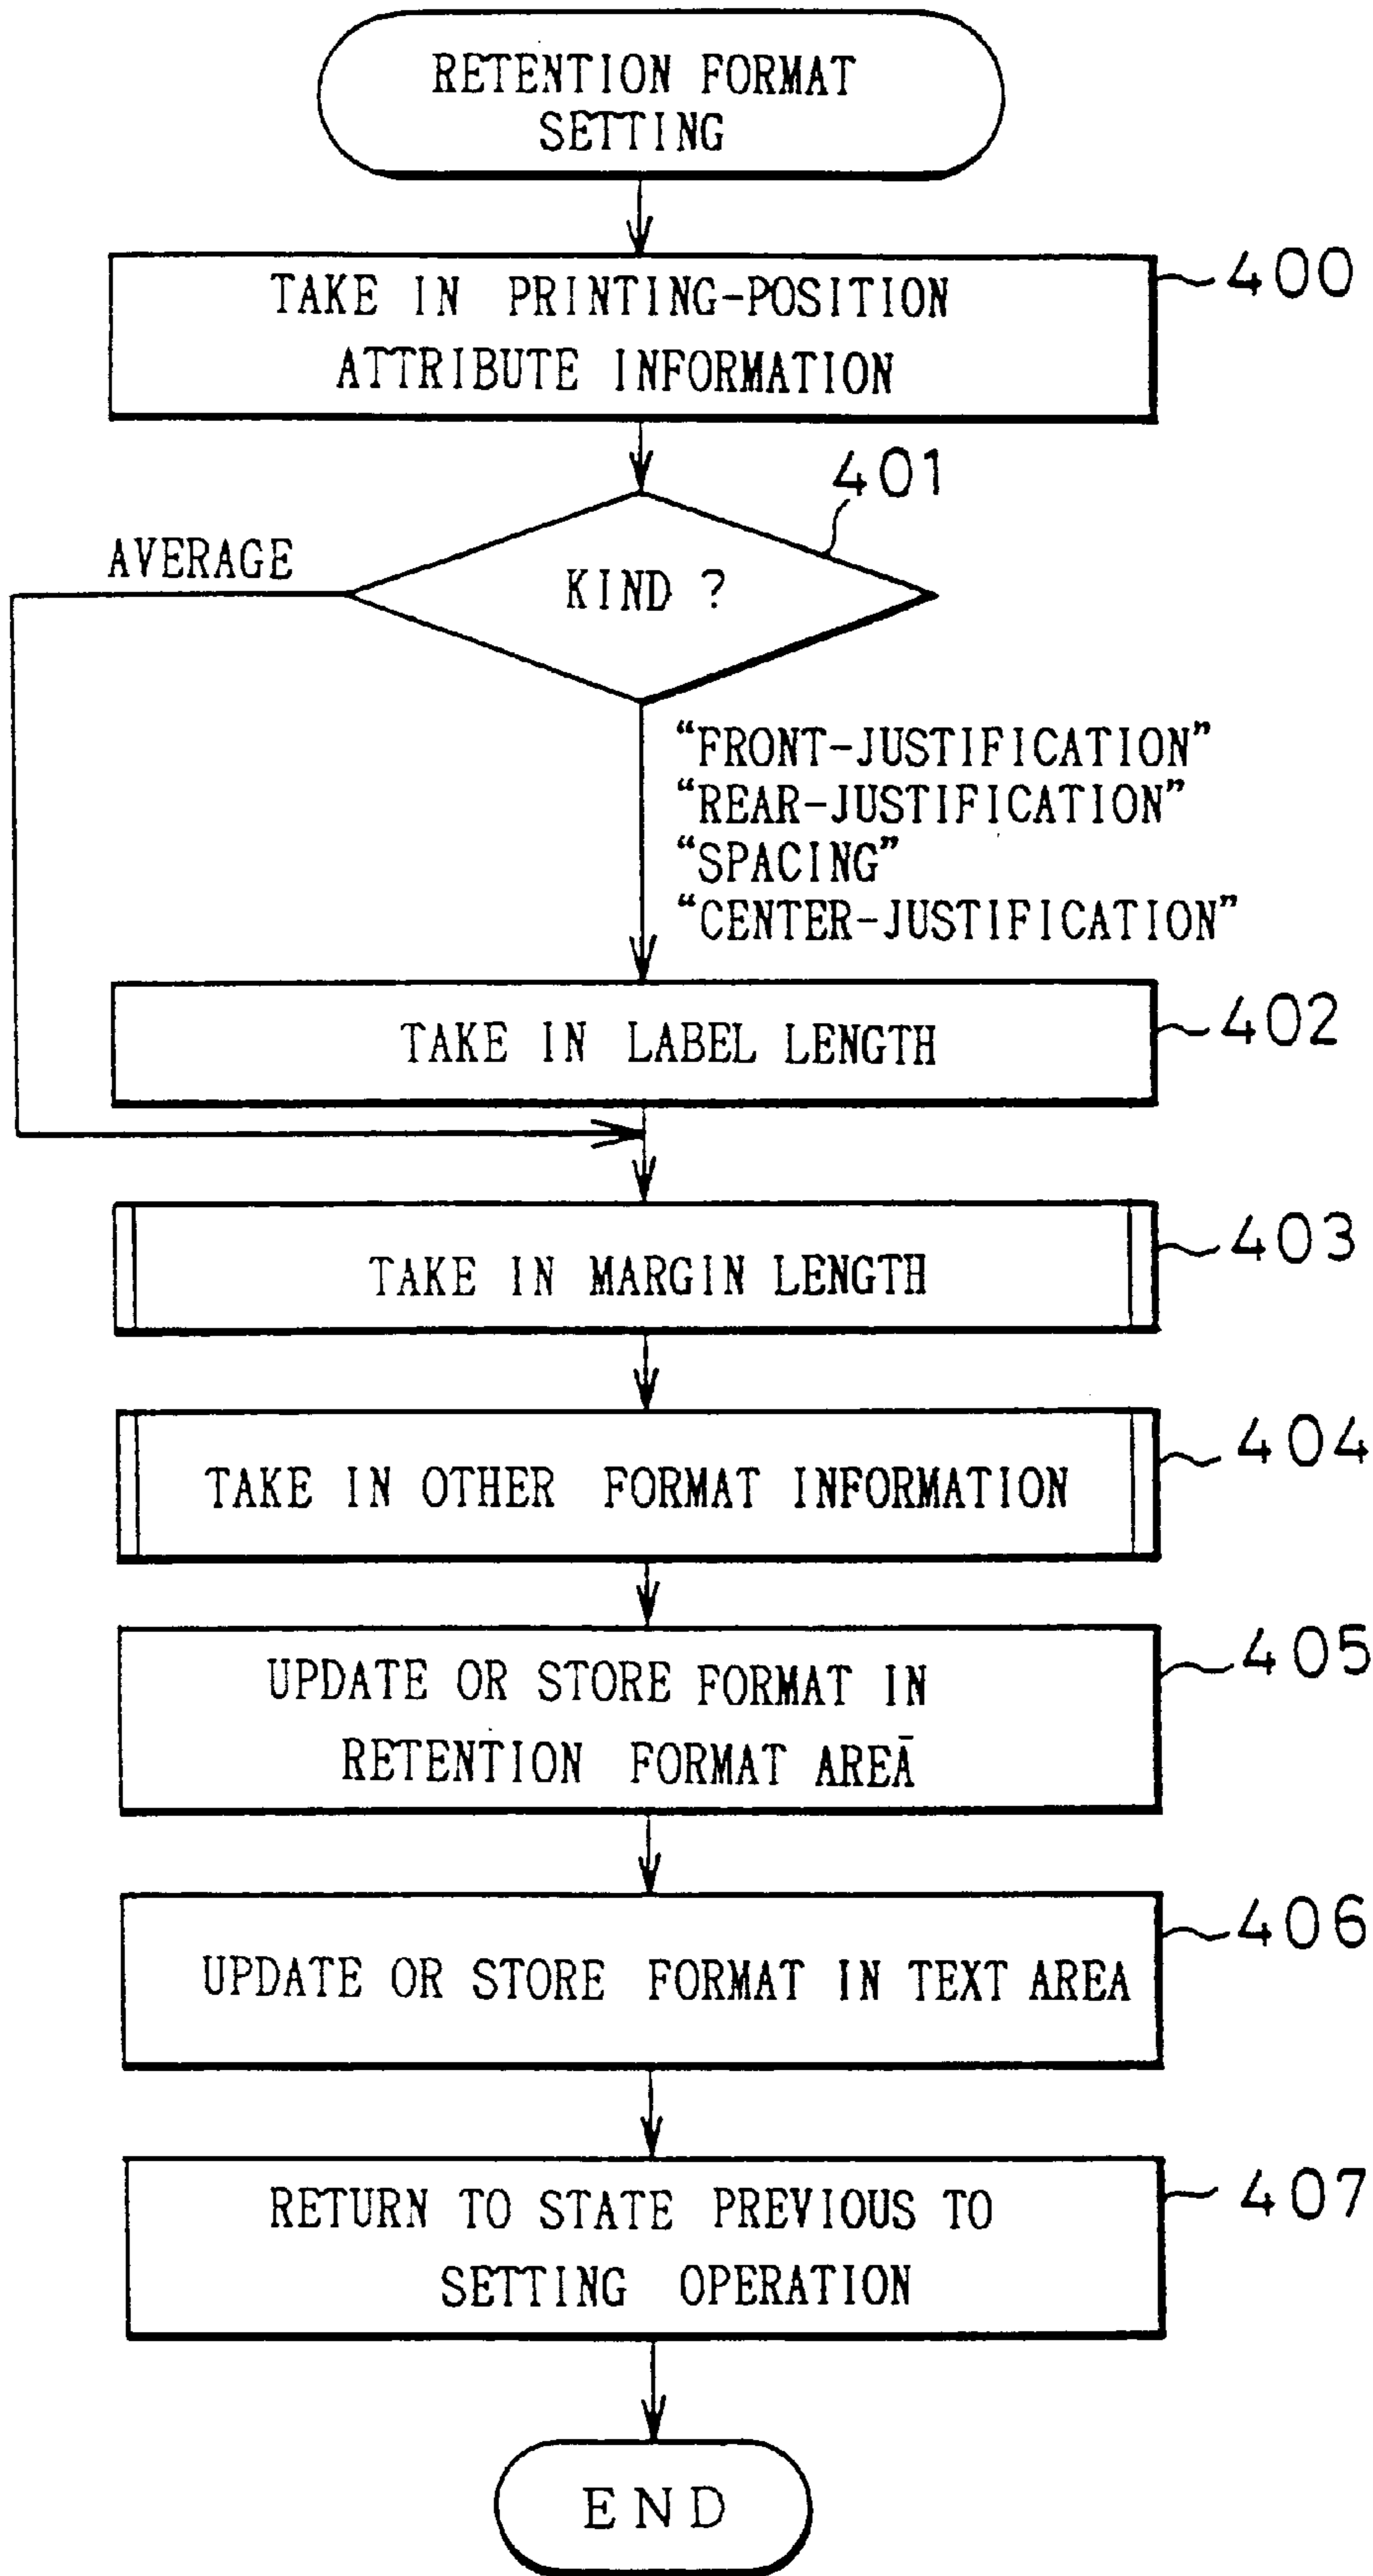 RETENTION FORMAT
SETTING
TAKE IN PRINTING-POSITION
ATTRIBUTE INFORMATION
400
401
AVERAGE
KIND ?
“FRONT-JUSTIFICATION”
“REAR-JUSTIFICATION”
“SPACING”
“CENTER-JUSTIFICATION”
TAKE IN LABEL LENGTH
402
TAKE IN MARGIN LENGTH
403
TAKE IN OTHER FORMAT INFORMATION
404
UPDATE OR STORE FORMAT IN
RETENTION FORMAT AREA
405
UPDATE OR STORE FORMAT IN TEXT AREA
406
RETURN TO STATE PREVIOUS TO
SETTING OPERATION
407
END